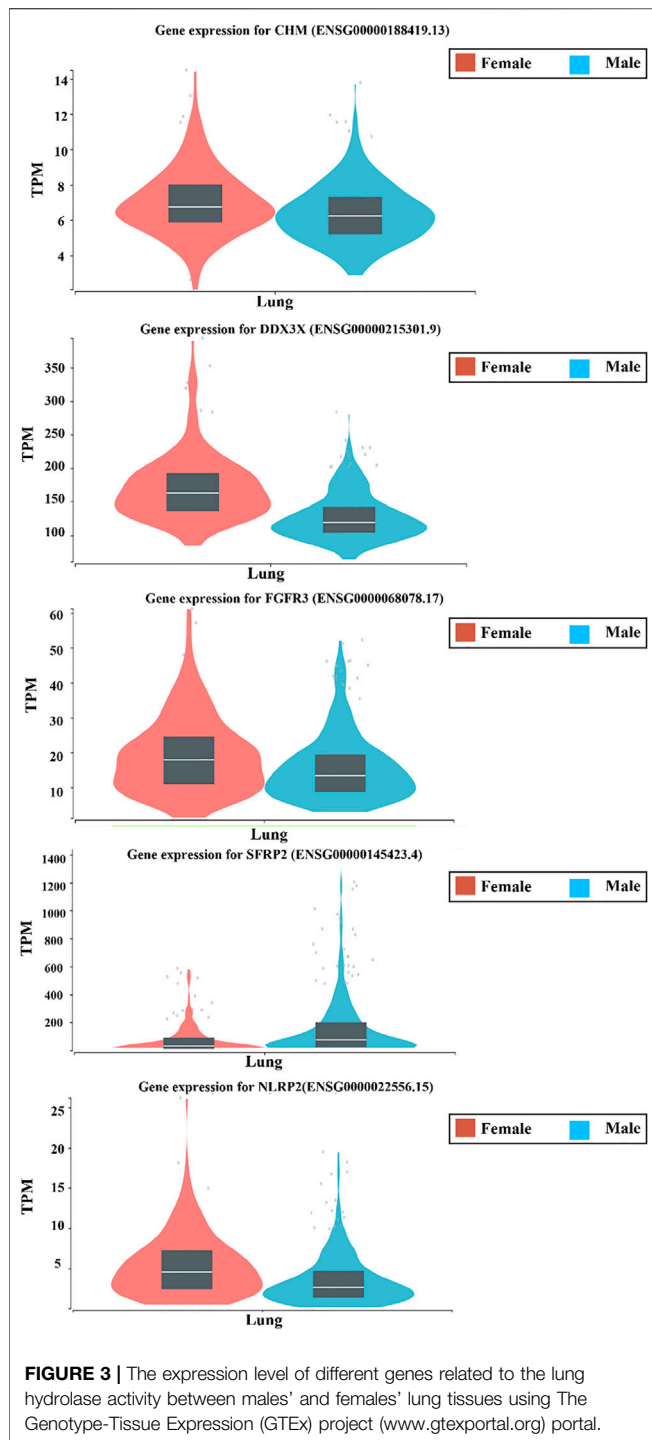 Gene expression for CHM (ENSG00000188419.13)
Female Male
14
12
10
8
6
4
TPM
Lung
Gene expression for DDX3X (ENSG00000215301.9)
Female Male
350
300
250
200
150
100
TPM
Lung
Gene expression for FGFR3 (ENSG0000068078.17)
Female Male
60
50
40
30
20
10
TPM
Lung
Gene expression for SFRP2 (ENSG00000145423.4)
Female Male
1400
1200
1000
800
600
400
200
TPM
Lung
Gene expression for NLRP2(ENSG0000022556.15)
Female Male
25
20
15
10
5
TPM
Lung
FIGURE 3 | The expression level of different genes related to the lung
hydrolase activity between males' and females' lung tissues using The
Genotype-Tissue Expression (GTEx) project (www.gtexportal.org) portal.